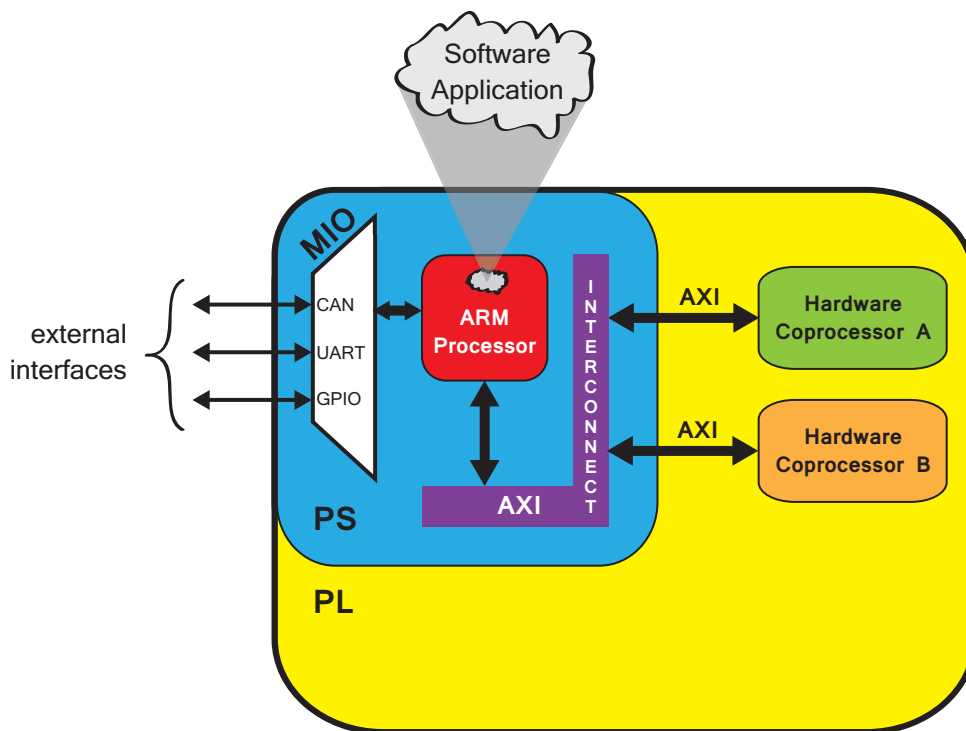 Software
Application
MIO
CAN
UART
GPIO
external
interfaces
ARM
Processor
INTERCONNECT
AXI
AXI
Hardware
Coprocessor A
AXI
Hardware
Coprocessor B
PS
PL